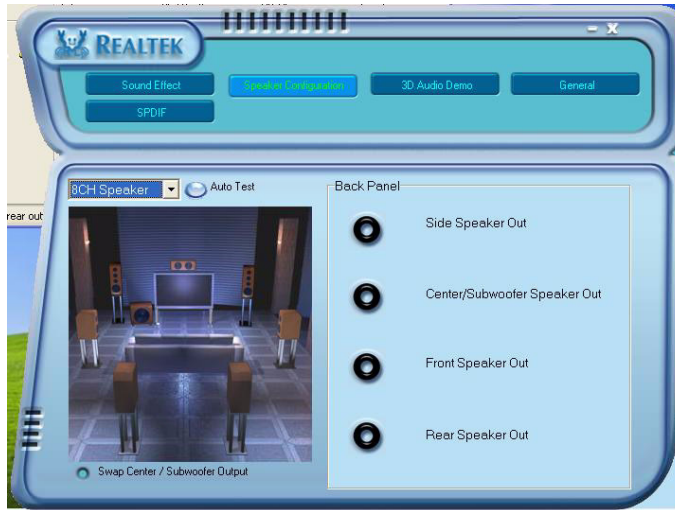 REALTEK
X
Sound Effect
Speaker Configuration
3D Audio Demo
General
SPDIF
8CH Speaker
Auto Test
rear out
Swap Center / Subwoofer Output
Back Panel
Side Speaker Out
Center/Subwoofer Speaker Out
Front Speaker Out
Rear Speaker Out